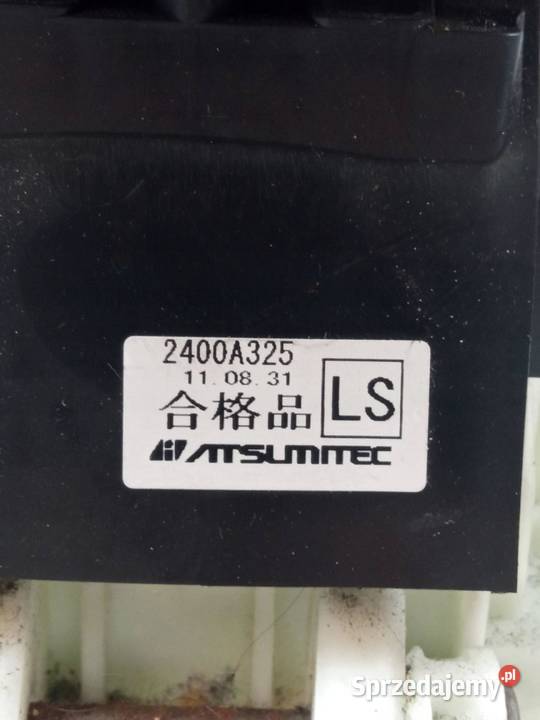 2400A325
11.08.31
合格品
LS
ATSUMITEC
Sprzedajemy.pl